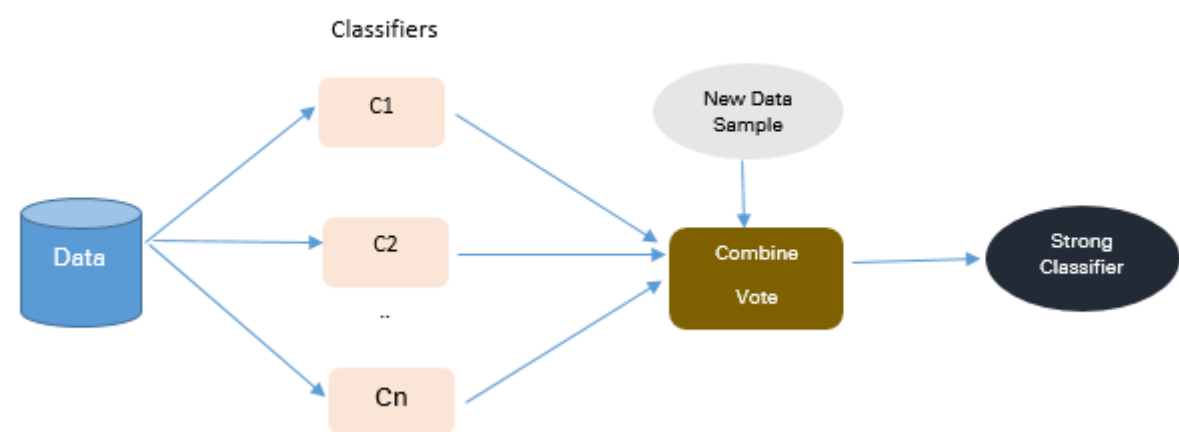 Classifiers
C1
New Data
Sample
Data
C2
Combine
Vote
Strong
Classifier
..
Cn